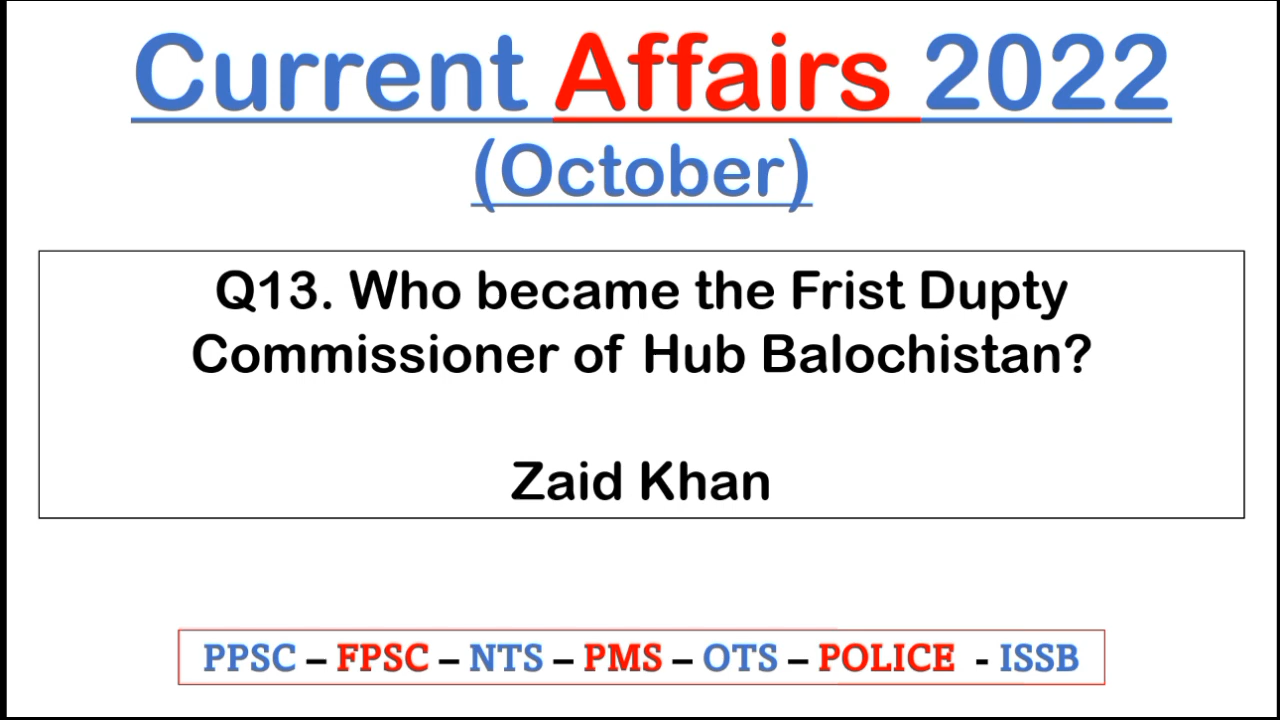 Current Affairs 2022
(October)
Q13. Who became the Frist Dupty
Commissioner of Hub Balochistan?
Zaid Khan
PPSC – FPSC – NTS – PMS – OTS – POLICE - ISSB